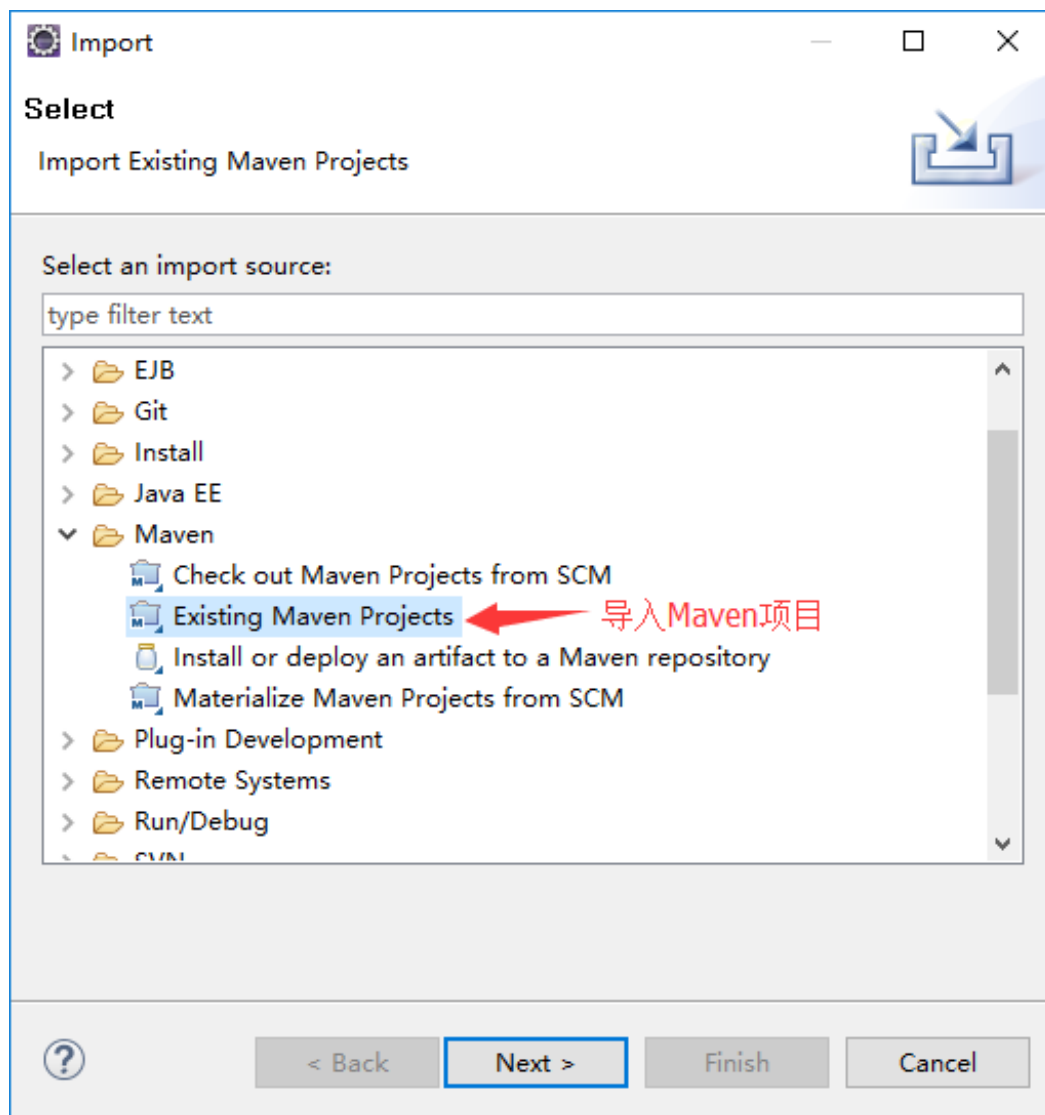 Import
Select
Import Existing Maven Projects
Select an import source:
type filter text
EJB
Git
Install
Java EE
Maven
Check out Maven Projects from SCM
Existing Maven Projects 导入Maven项目
Install or deploy an artifact to a Maven repository
Materialize Maven Projects from SCM
Plug-in Development
Remote Systems
Run/Debug
SVN
< Back Next > Finish Cancel